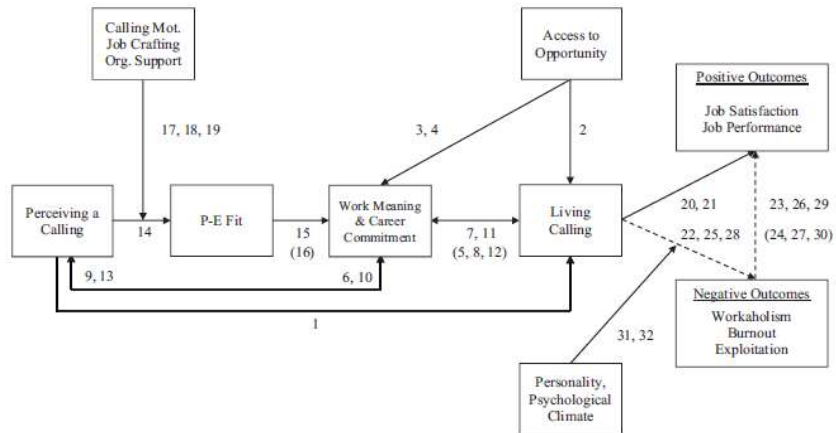 Calling Mot.
Job Crafting
Org. Support
Access to
Opportunity
Positive Outcomes
Job Satisfaction
Job Performance
17, 18, 19
3, 4
2
Perceiving a
Calling
14
P-E Fit
15
(16)
Work Meaning
& Career
Commitment
7, 11
(5, 8, 12)
Living
Calling
20, 21
22, 25, 28
23, 26, 29
(24, 27, 30)
9, 13
6, 10
1
Negative Outcomes
Workaholism
Burnout
Exploitation
31, 32
Personality,
Psychological
Climate